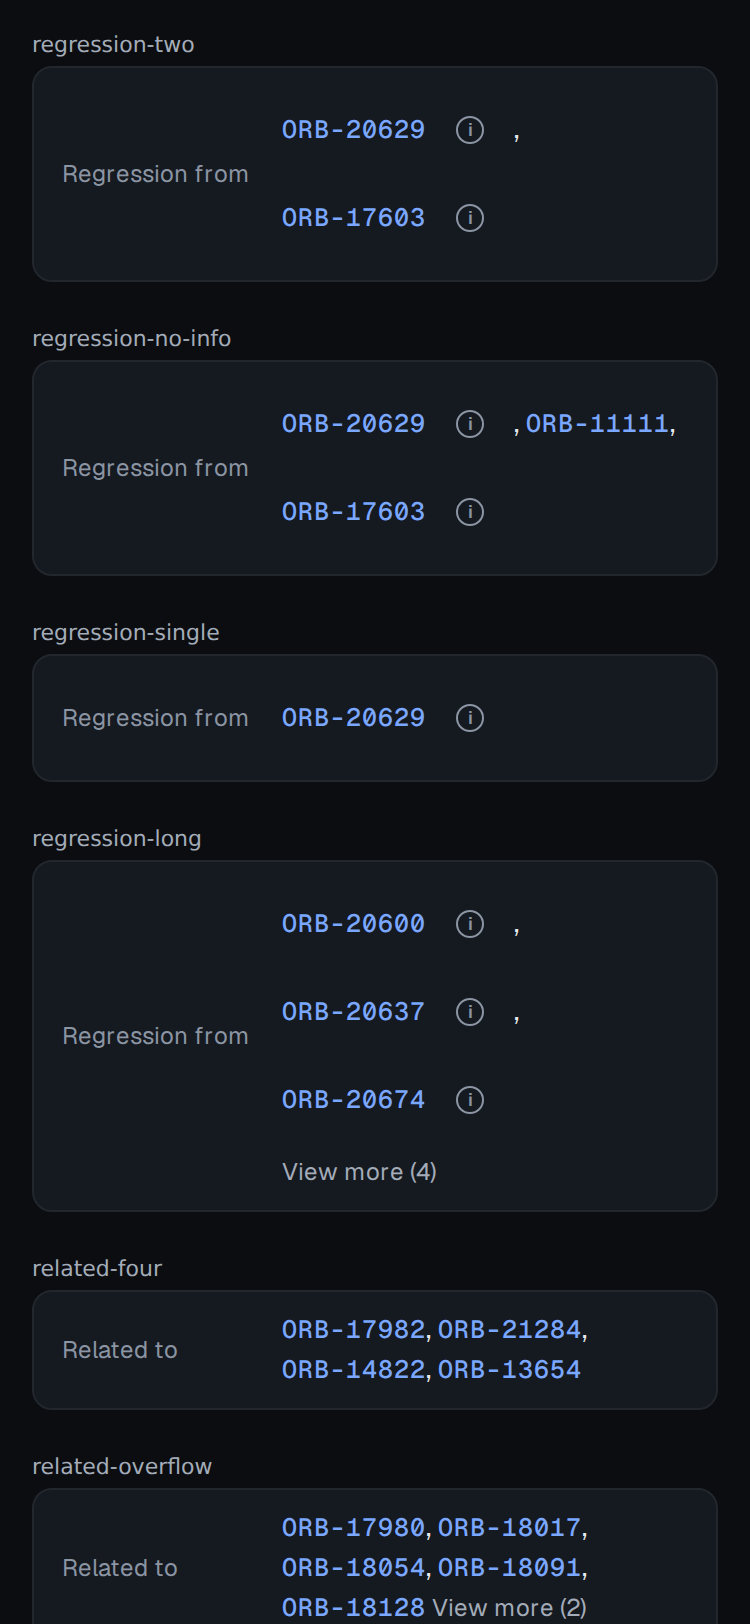 regression-two
ORB-20629 i ,
Regression from
ORB-17603 i
regression-no-info
ORB-20629 i , ORB-11111,
Regression from
ORB-17603 i
regression-single
Regression from ORB-20629 i
regression-long
ORB-20600 i ,
ORB-20637 i ,
Regression from
ORB-20674 i
View more (4)
related-four
ORB-17982, ORB-21284,
Related to
ORB-14822, ORB-13654
related-overflow
ORB-17980, ORB-18017,
Related to ORB-18054, ORB-18091,
ORB-18128 View more (2)